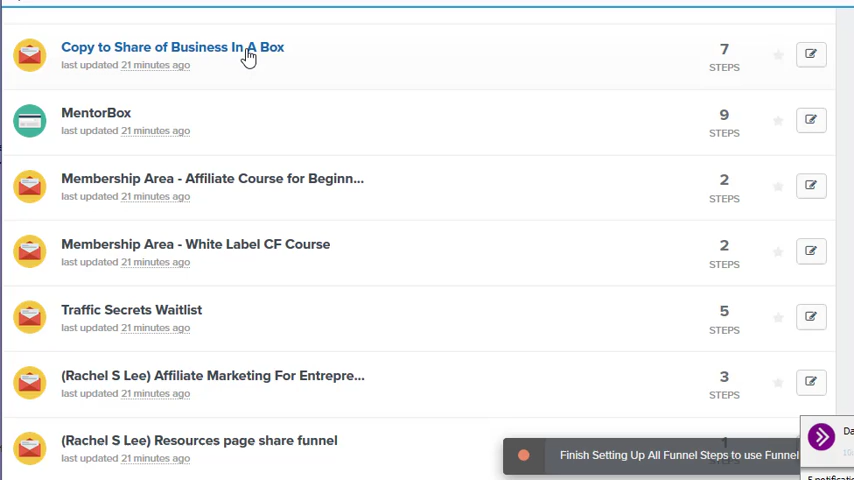 Copy to Share of Business In A Box
last updated 21 minutes ago
7
STEPS
MentorBox
last updated 21 minutes ago
9
STEPS
Membership Area - Affiliate Course for Beginn...
last updated 21 minutes ago
2
STEPS
Membership Area - White Label CF Course
last updated 21 minutes ago
2
STEPS
Traffic Secrets Waitlist
last updated 21 minutes ago
5
STEPS
(Rachel S Lee) Affiliate Marketing For Entrepre...
last updated 21 minutes ago
3
STEPS
(Rachel S Lee) Resources page share funnel
last updated 21 minutes ago
1
Finish Setting Up All Funnel Steps to use Funnel
Da
5 notificatio